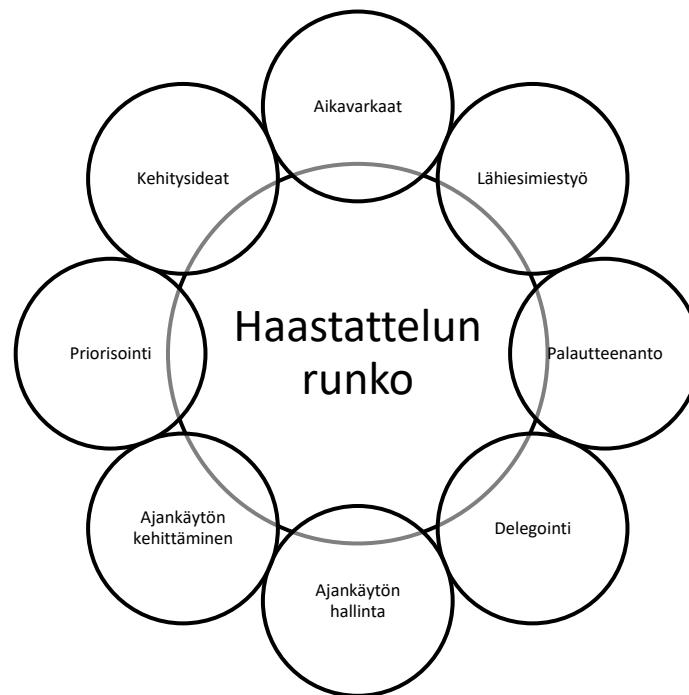 Aikavarkaat
Kehitysideat
Lähiesimiestyö
Haastattelun
runko
Priorisointi
Palautteenanto
Ajankäytön
kehittäminen
Delegointi
Ajankäytön
hallinta